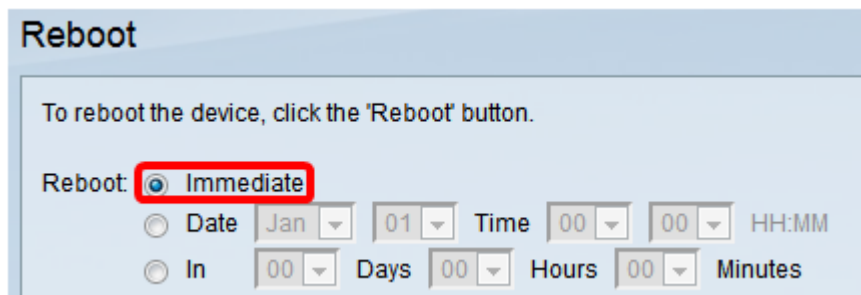 Reboot
To reboot the device, click the 'Reboot' button.
Reboot: Immediate
Date Jan 01 Time 00 00 HH:MM
In 00 Days 00 Hours 00 Minutes